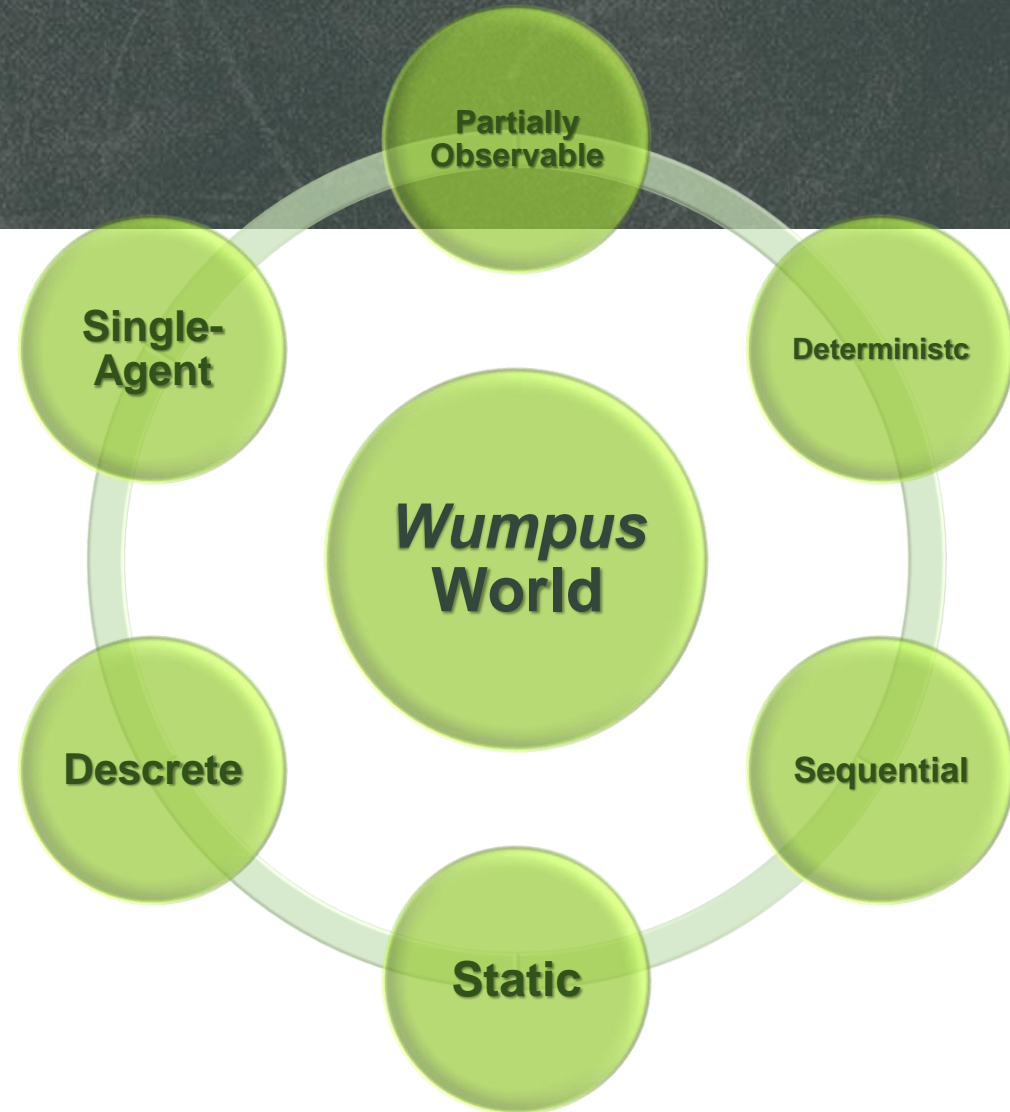 Partially
Observable
Single-
Agent
Deterministc
Wumpus
World
Descrete
Sequential
Static